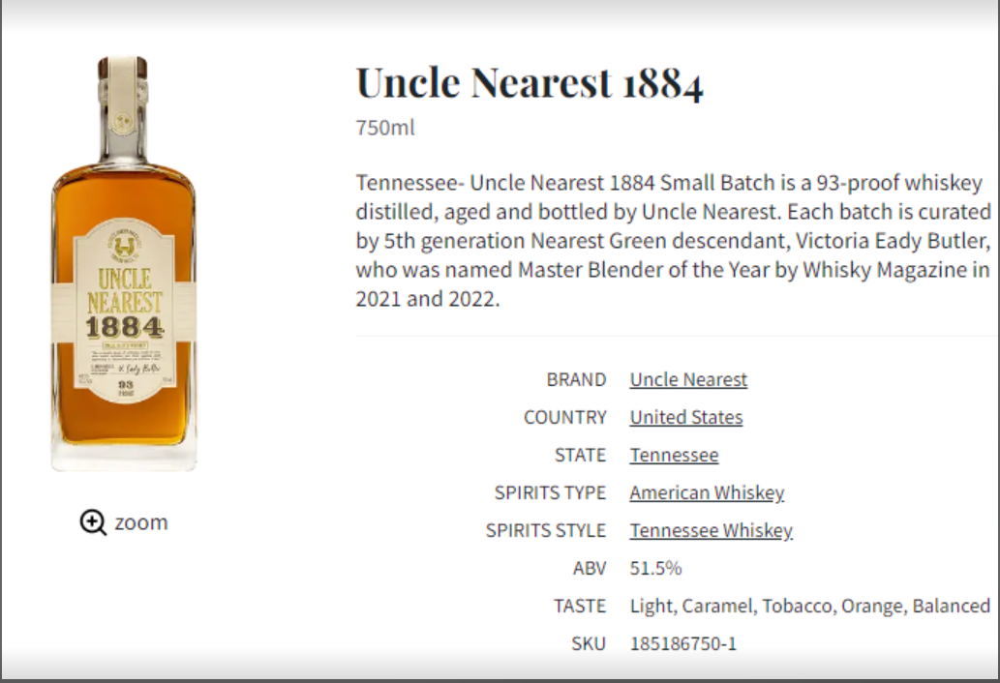 Uncle Nearest 1884
750ml
Tennessee- Uncle Nearest 1884 Small Batch is a 93-proof whiskey
distilled, aged and bottled by Uncle Nearest. Each batch is curated
by 5th generation Nearest Green descendant, Victoria Eady Butler,
who was named Master Blender of the Year by Whisky Magazine in
2021 and 2022.
UNCLE
NEAREST
1884
93
PROOF
zoom
BRAND Uncle Nearest
COUNTRY United States
STATE Tennessee
SPIRITS TYPE American Whiskey
SPIRITS STYLE Tennessee Whiskey
ABV 51.5%
TASTE Light, Caramel, Tobacco, Orange, Balanced
SKU 185186750-1